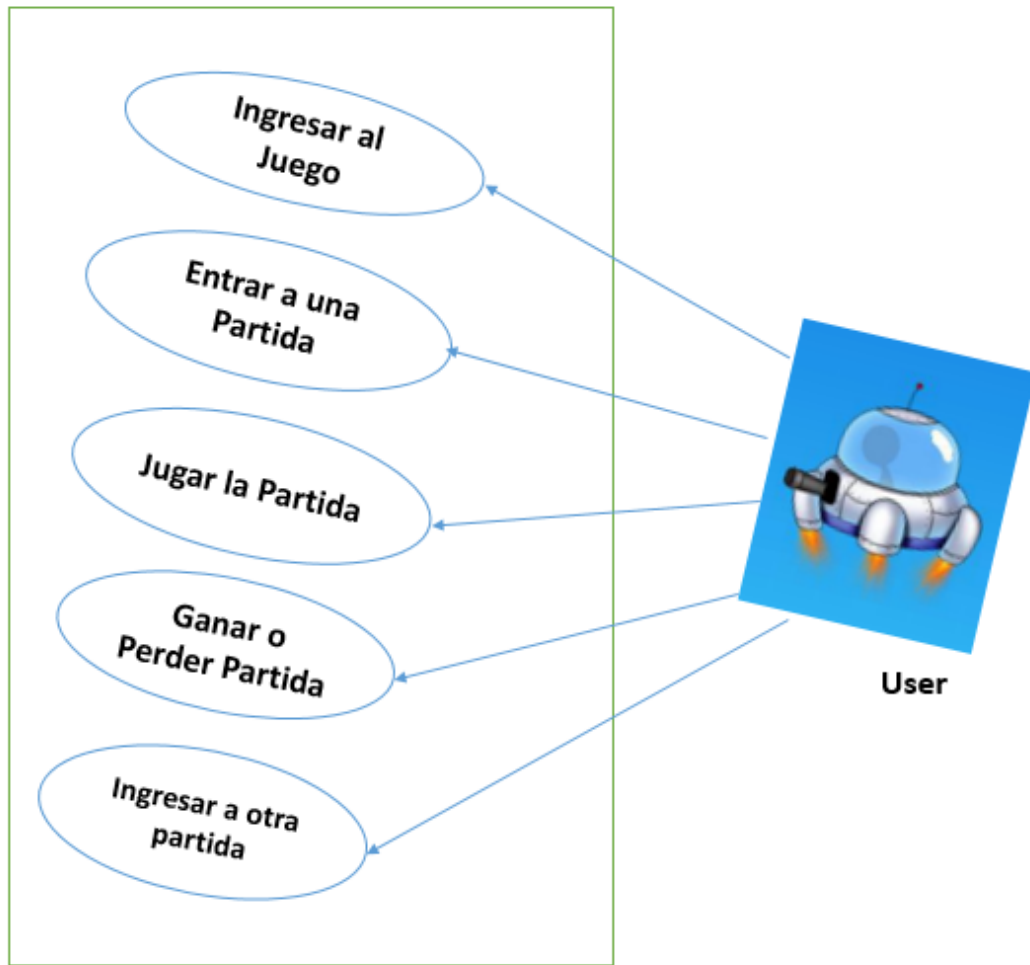 Ingresar al
Juego
Entrar a una
Partida
Jugar la Partida
Ganar o
Perder Partida
Ingresar a otra
partida
User